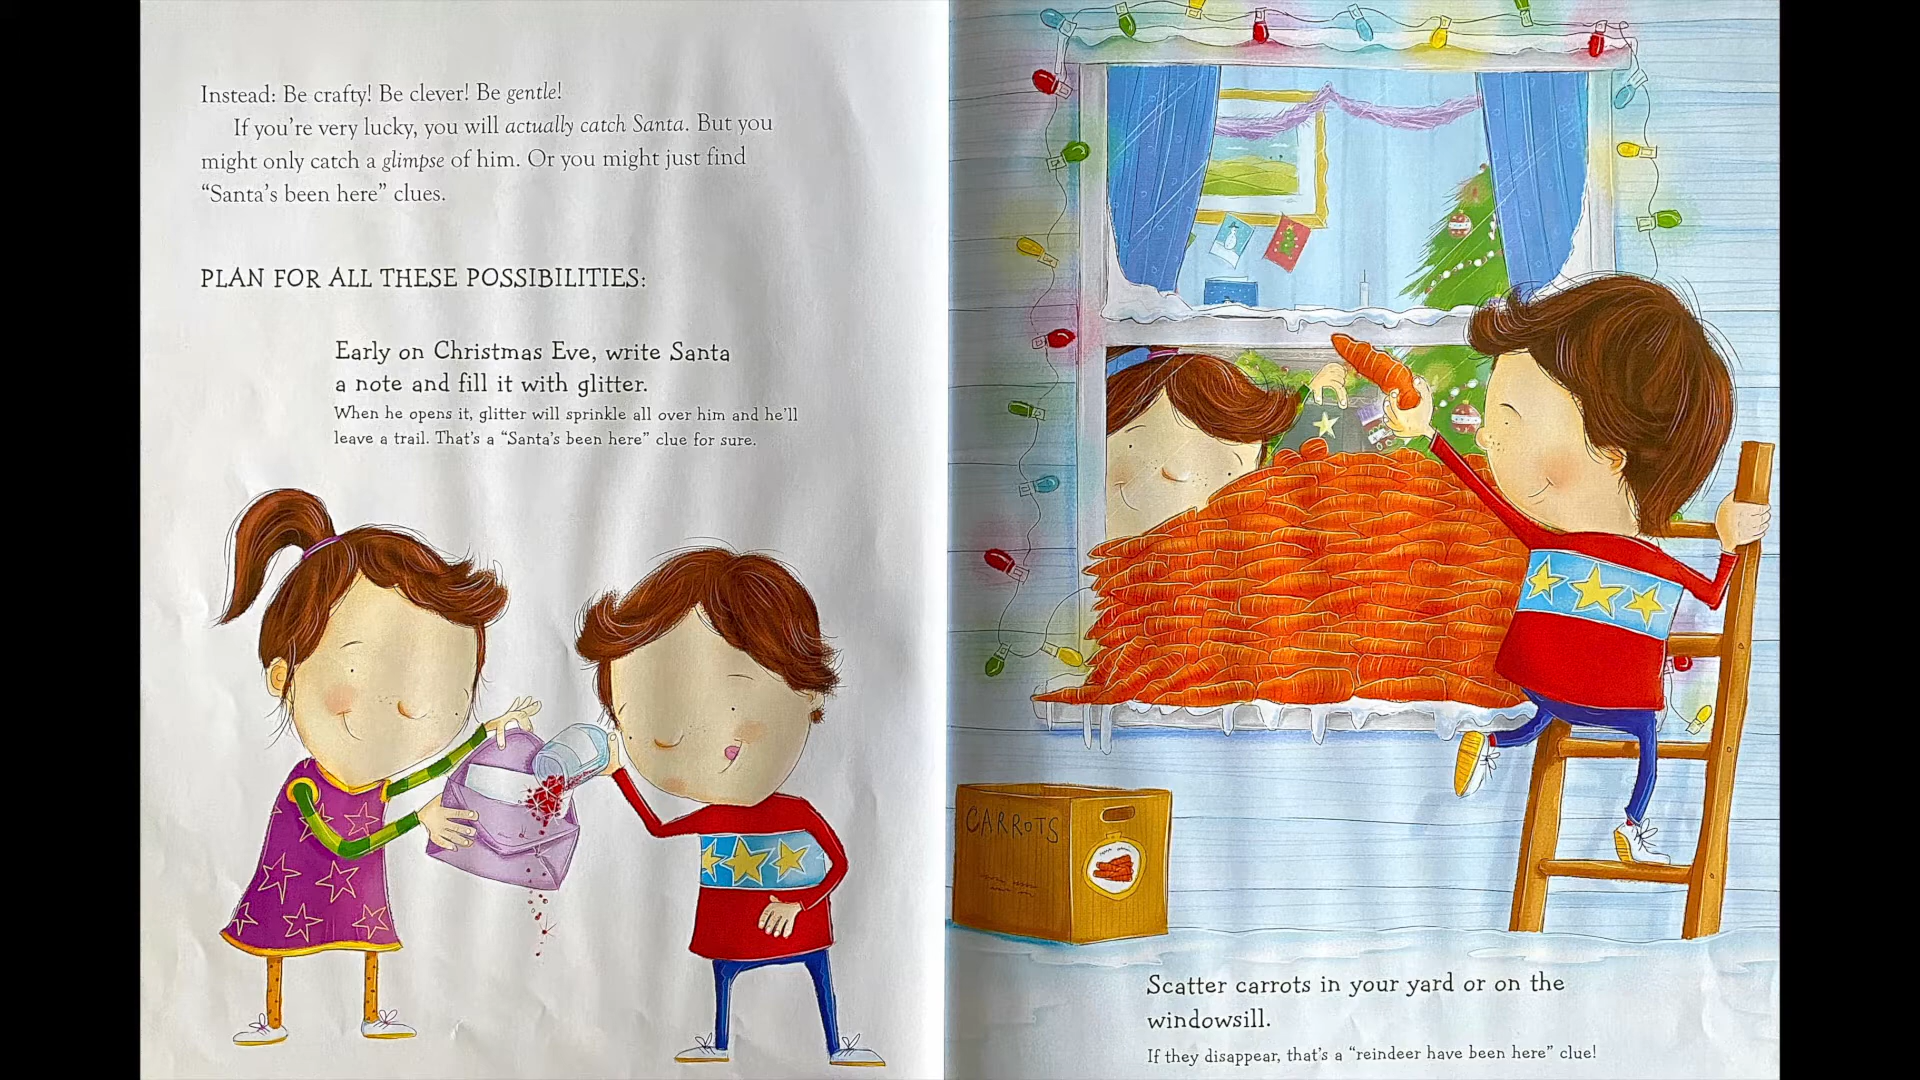 Instead: Be crafty! Be clever! Be gentle!
If you're very lucky, you will actually catch Santa. But you
might only catch a glimpse of him. Or you might just find
“Santa's been here” clues.
PLAN FOR ALL THESE POSSIBILITIES:
Early on Christmas Eve, write Santa
a note and fill it with glitter.
When he opens it, glitter will sprinkle all over him and he'll
leave a trail. That's a “Santa's been here” clue for sure.
CARROTS
Scatter carrots in your yard or on the
windowsill.
If they disappear, that's a “reindeer have been here” clue!